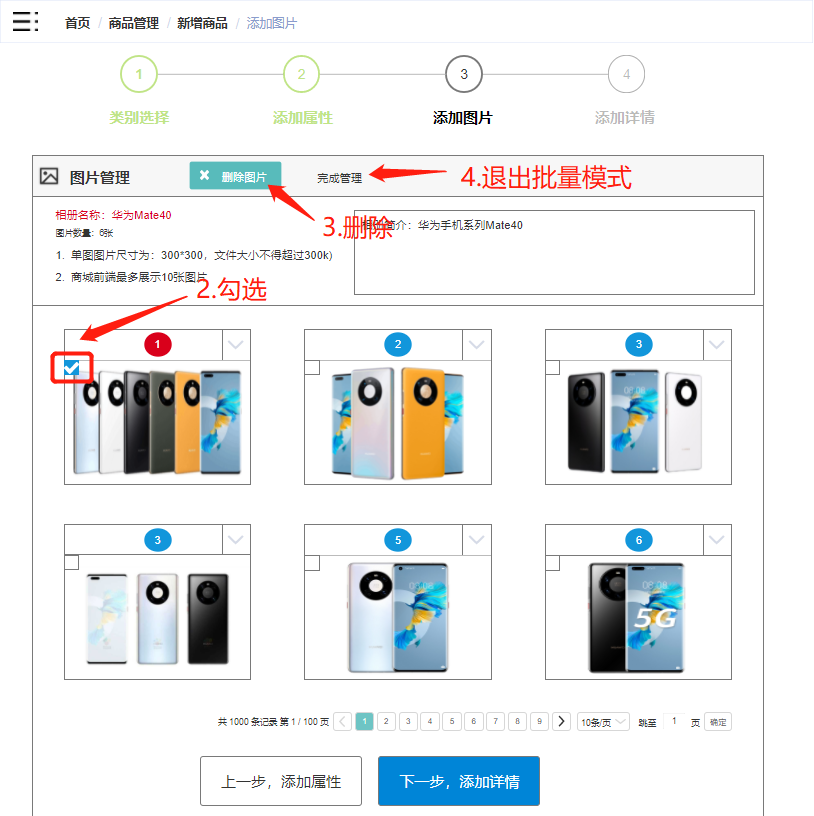 首页 / 商品管理 / 新增商品 / 添加图片
1 2 3 4
类别选择 添加属性 添加图片 添加详情
图片管理 删除图片 完成管理 4.退出批量模式
3.删除
相册名称：华为Mate40
相册简介：华为手机系列Mate40
图片数量：6张
1. 单图图片尺寸为：300*300，文件大小不得超过300k)
2. 商城前端最多展示10张图片
2.勾选
1 2 3
3 5 6
08:08
5G
共 1000 条记录 第 1 / 100 页 1 2 3 4 5 6 7 8 9 10条/页 跳至 1 页 确定
上一步，添加属性 下一步，添加详情